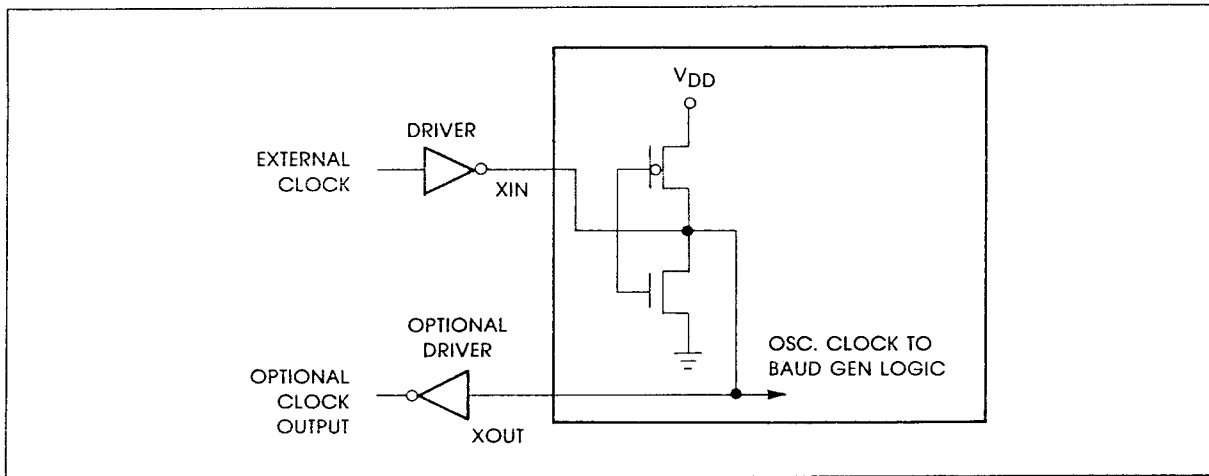 VDD
DRIVER
EXTERNAL
CLOCK
XIN
OPTIONAL
DRIVER
OSC. CLOCK TO
BAUD GEN LOGIC
OPTIONAL
CLOCK
OUTPUT
XOUT